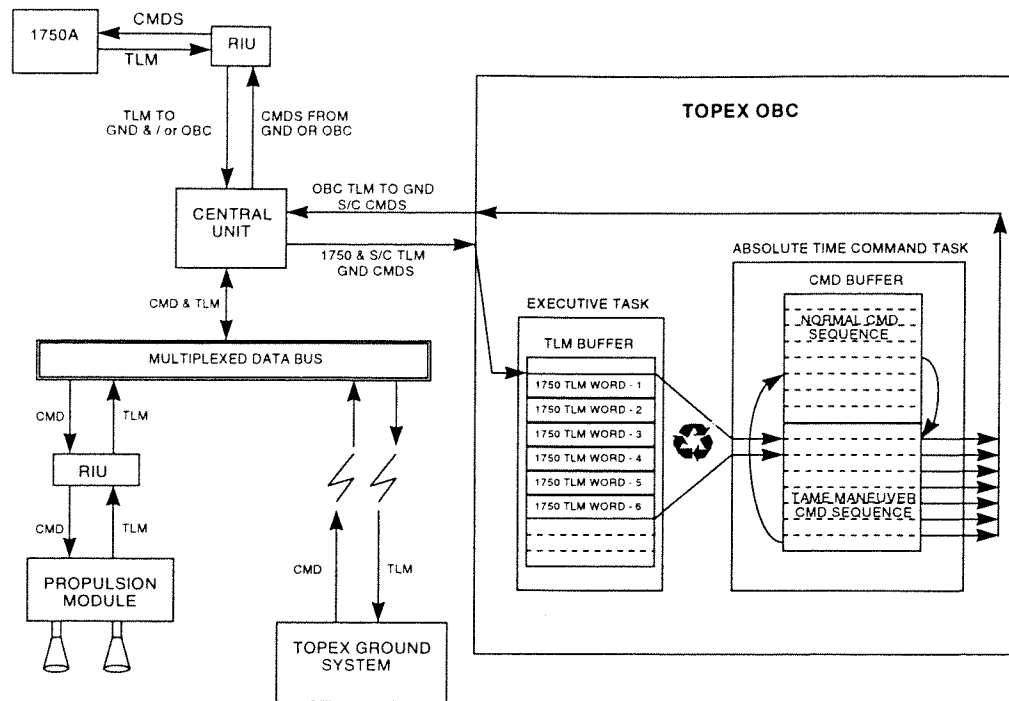 1750A
CMDS
TLM
RIU
TLM TO
GND & / or OBC
CMDS FROM
GND OR OBC
CENTRAL
UNIT
OBC TLM TO GND
S/C CMDS
1750 & S/C TLM
GND CMDS
CMD & TLM
MULTIPLEXED DATA BUS
CMD
TLM
RIU
CMD
TLM
PROPULSION
MODULE
CMD
TLM
TOPEX GROUND
SYSTEM
TOPEX OBC
EXECUTIVE TASK
TLM BUFFER
1750 TLM WORD - 1
1750 TLM WORD - 2
1750 TLM WORD - 3
1750 TLM WORD - 4
1750 TLM WORD - 5
1750 TLM WORD - 6
ABSOLUTE TIME COMMAND TASK
CMD BUFFER
NORMAL CMD
SEQUENCE
TAME MANEUVER
CMD SEQUENCE